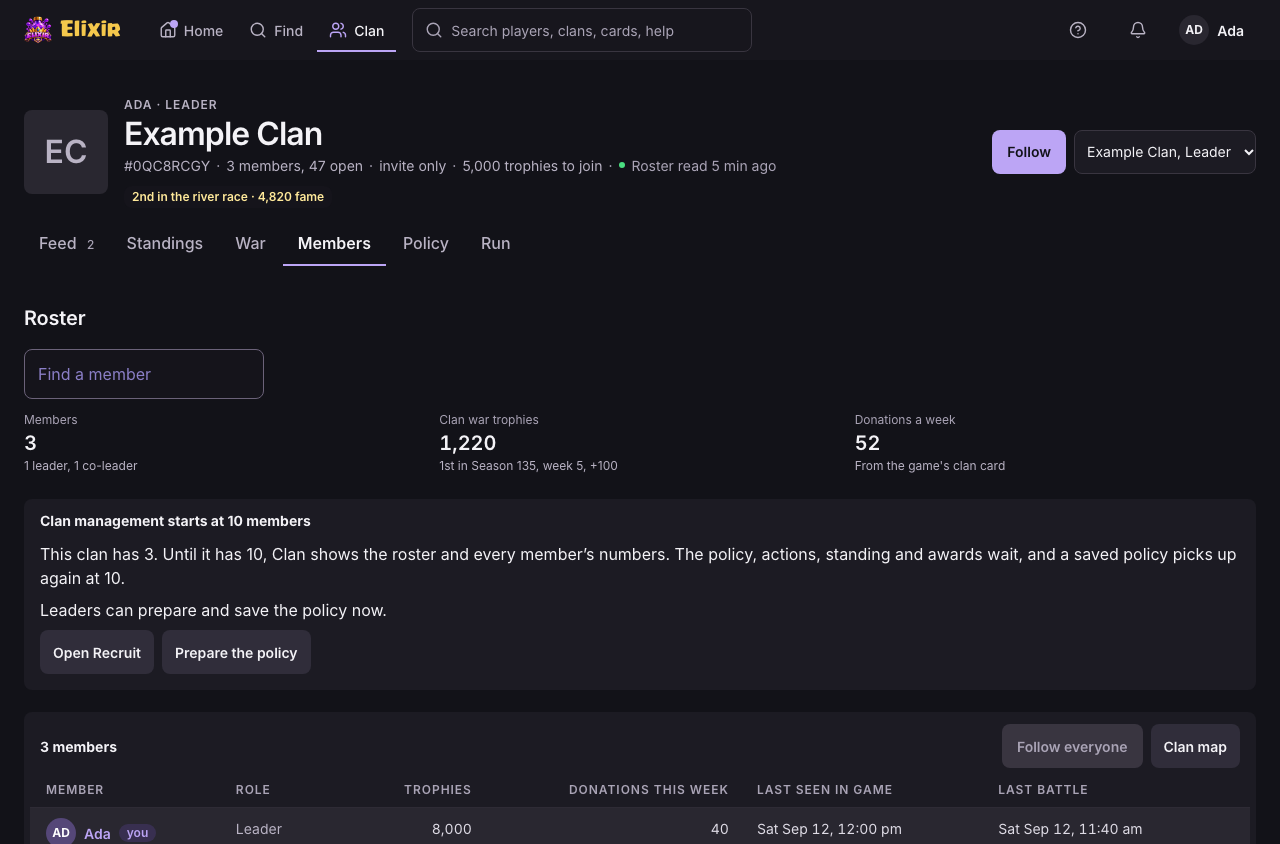 Elixir
Home
Find
Clan
Search players, clans, cards, help
AD
Ada
EC
ADA · LEADER
Example Clan
#0QC8RCGY · 3 members, 47 open · invite only · 5,000 trophies to join · Roster read 5 min ago
2nd in the river race · 4,820 fame
Follow
Example Clan, Leader
Feed 2
Standings
War
Members
Policy
Run
Roster
Find a member
Members
3
1 leader, 1 co-leader
Clan war trophies
1,220
1st in Season 135, week 5, +100
Donations a week
52
From the game's clan card
Clan management starts at 10 members
This clan has 3. Until it has 10, Clan shows the roster and every member’s numbers. The policy, actions, standing and awards wait, and a saved policy picks up
again at 10.
Leaders can prepare and save the policy now.
Open Recruit
Prepare the policy
3 members
Follow everyone
Clan map
MEMBER ROLE TROPHIES DONATIONS THIS WEEK LAST SEEN IN GAME LAST BATTLE
AD Ada you Leader 8,000 40 Sat Sep 12, 12:00 pm Sat Sep 12, 11:40 am